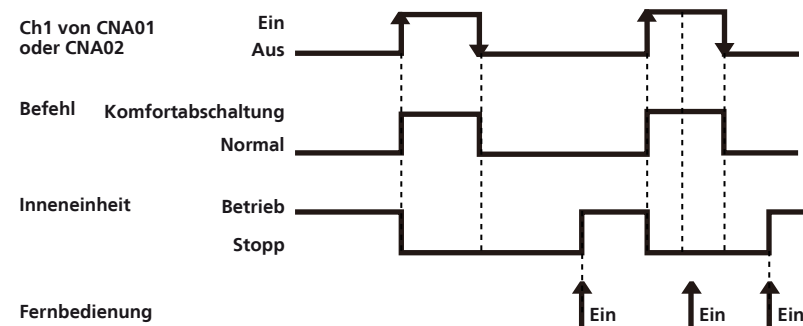 Ch1 von CNA01
oder CNA02
Ein
Aus
Befehl
Komfortabschaltung
Normal
Inneneinheit
Betrieb
Stopp
Fernbedienung
Ein
Ein
Ein